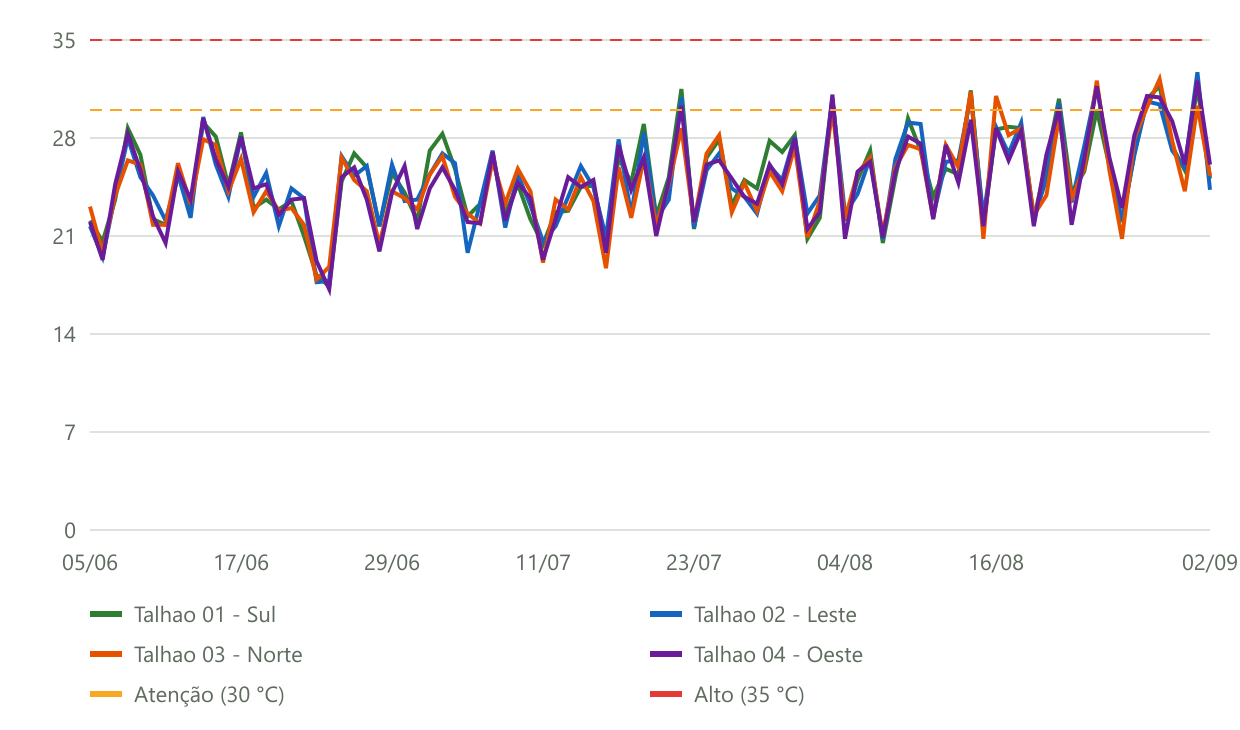 35
28
21
14
7
0
05/06 17/06 29/06 11/07 23/07 04/08 16/08 02/09
Talhao 01 - Sul
Talhao 02 - Leste
Talhao 03 - Norte
Talhao 04 - Oeste
Atenção (30 °C)
Alto (35 °C)